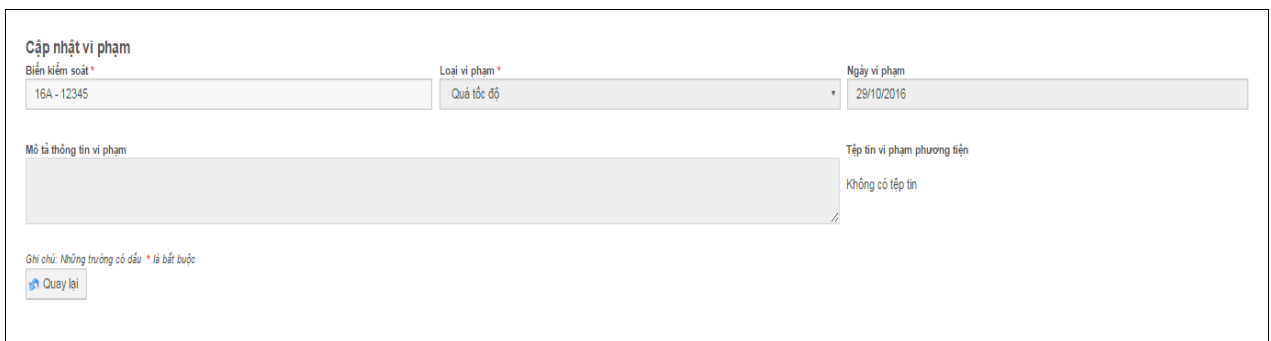 Cập nhật vi phạm
Biển kiểm soát * Loại vi phạm * Ngày vi phạm
16A - 12345 Quá tốc độ 29/10/2016
Mô tả thông tin vi phạm Tệp tin vi phạm phương tiện
Không có tệp tin
Ghi chú: Những trường có dấu * là bắt buộc
Quay lại